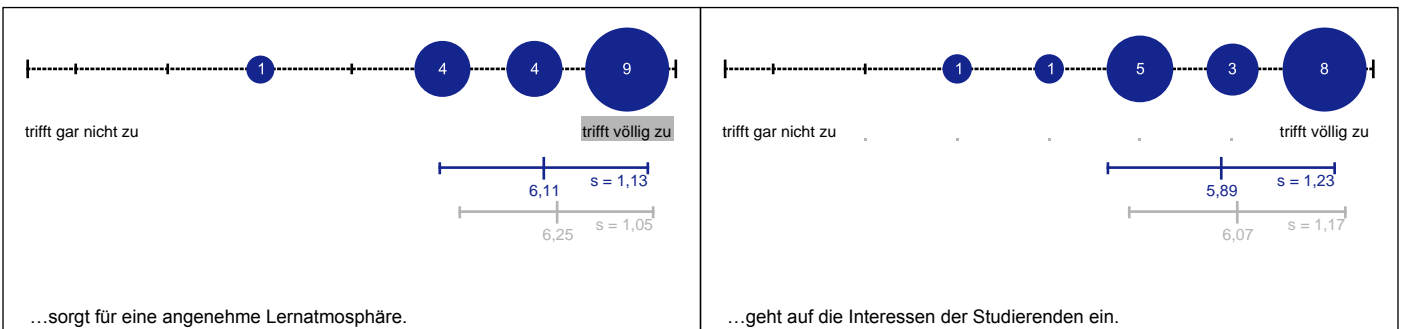 1 4 4 9
trifft gar nicht zu trifft völlig zu
6,11 s = 1,13
6,25 s = 1,05
…sorgt für eine angenehme Lernatmosphäre.
1 1 5 3 8
trifft gar nicht zu . . . . . trifft völlig zu
5,89 s = 1,23
6,07 s = 1,17
…geht auf die Interessen der Studierenden ein.